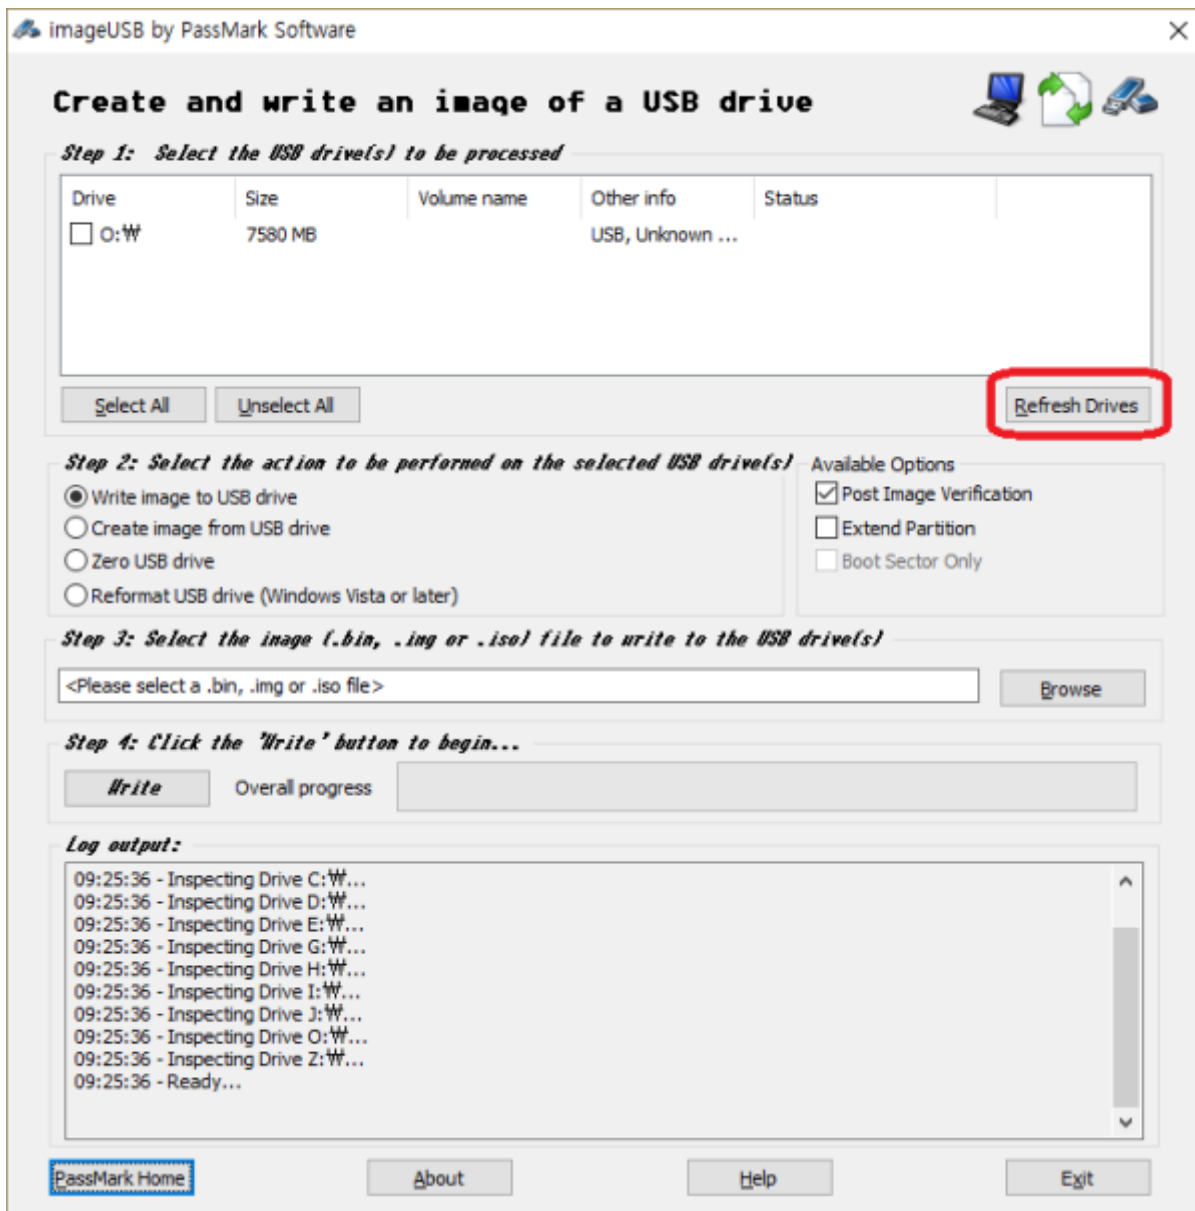 imageUSB by PassMark Software
Create and write an image of a USB drive
Step 1: Select the USB drive(s) to be processed
Drive Size Volume name Other info Status
O:₩ 7580 MB USB, Unknown ...
Select All Unselect All Refresh Drives
Step 2: Select the action to be performed on the selected USB drive(s) Available Options
Write image to USB drive Post Image Verification
Create image from USB drive Extend Partition
Zero USB drive Boot Sector Only
Reformat USB drive (Windows Vista or later)
Step 3: Select the image (.bin, .img or .iso) file to write to the USB drive(s)
<Please select a .bin, .img or .iso file> Browse
Step 4: Click the 'Write' button to begin...
Write Overall progress
Log output:
09:25:36 - Inspecting Drive C:₩...
09:25:36 - Inspecting Drive D:₩...
09:25:36 - Inspecting Drive E:₩...
09:25:36 - Inspecting Drive G:₩...
09:25:36 - Inspecting Drive H:₩...
09:25:36 - Inspecting Drive I:₩...
09:25:36 - Inspecting Drive J:₩...
09:25:36 - Inspecting Drive O:₩...
09:25:36 - Inspecting Drive Z:₩...
09:25:36 - Ready...
PassMark Home About Help Exit